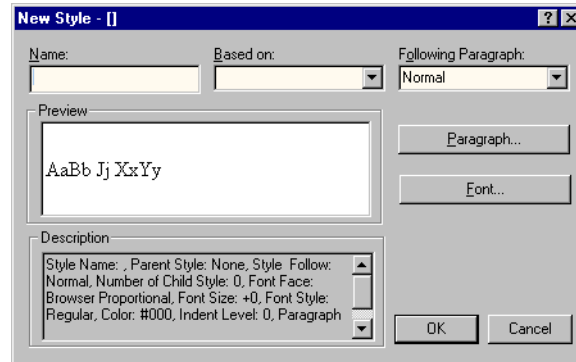 New Style - []
Name:
Based on:
Following Paragraph:
Normal
Preview
AaBb Jj XxYy
Paragraph...
Font...
Description
Style Name: , Parent Style: None, Style Follow:
Normal, Number of Child Style: 0, Font Face:
Browser Proportional, Font Size: +0, Font Style:
Regular, Color: #000, Indent Level: 0, Paragraph
OK
Cancel